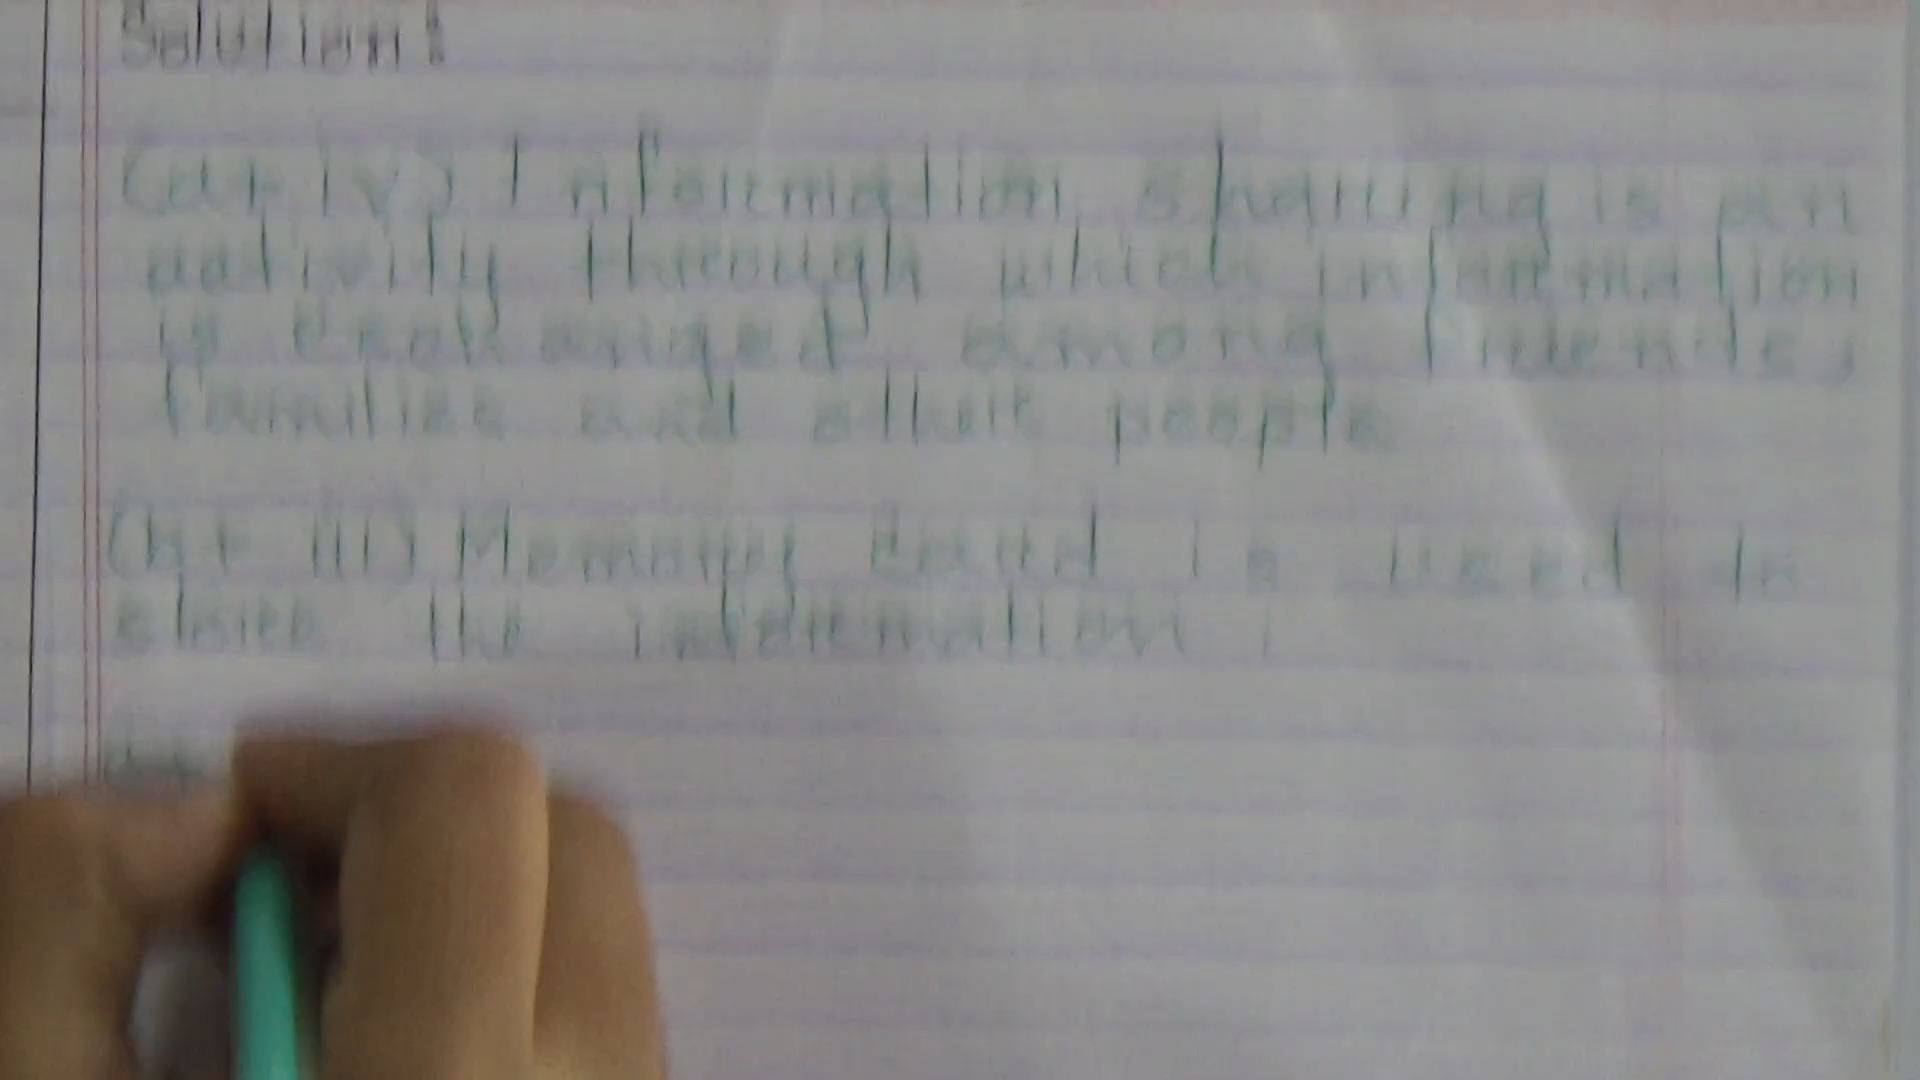 Solution:
(a+iv) Information sharing is an
activity through which information
is exchanged among friends,
families and other people
(b+iii) Memory card is used to
store the information.